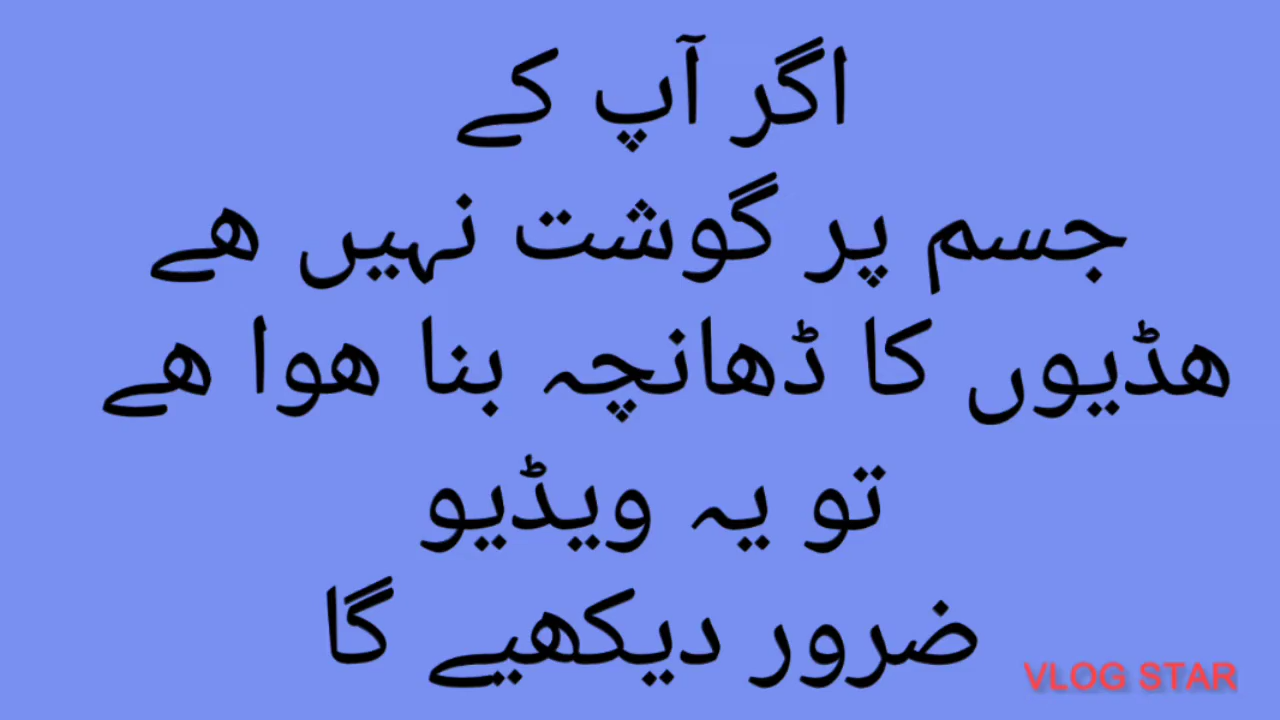 اگر آپ کے
جسم پر گوشت نہیں ھے
ھڈیوں کا ڈھانچہ بنا ھوا ھے
تو یہ ویڈیو
ضرور دیکھیے گا
VLOG STAR